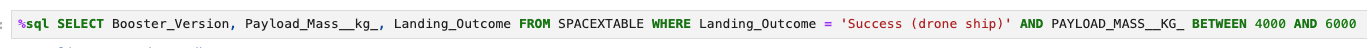 %sql SELECT Booster_Version, Payload_Mass__kg_, Landing_Outcome FROM SPACEXTABLE WHERE Landing_Outcome = 'Success (drone ship)' AND PAYLOAD_MASS__KG_ BETWEEN 4000 AND 6000